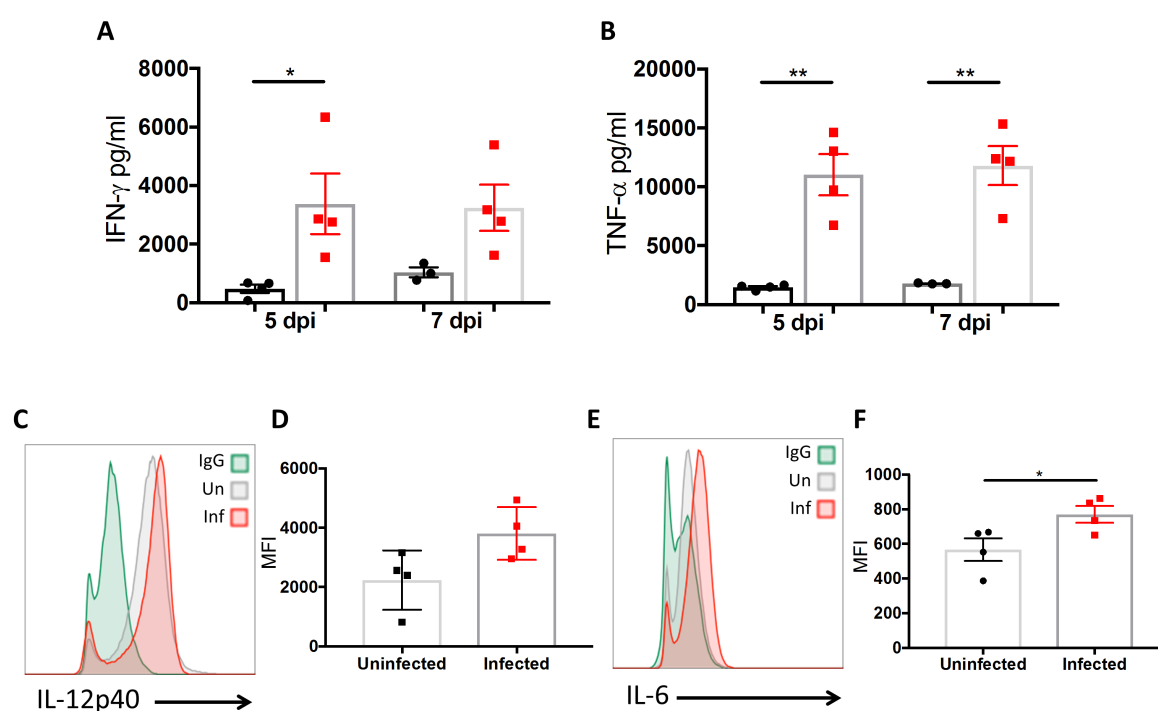 A
IFN-γ pg/ml
8000
6000
4000
2000
0
*
5 dpi
7 dpi
B
TNF-α pg/ml
20000
15000
10000
5000
0
**
**
5 dpi
7 dpi
C
IgG
Un
Inf
IL-12p40
D
MFI
6000
4000
2000
0
Uninfected
Infected
E
IgG
Un
Inf
IL-6
F
MFI
1000
800
600
400
200
0
*
Uninfected
Infected